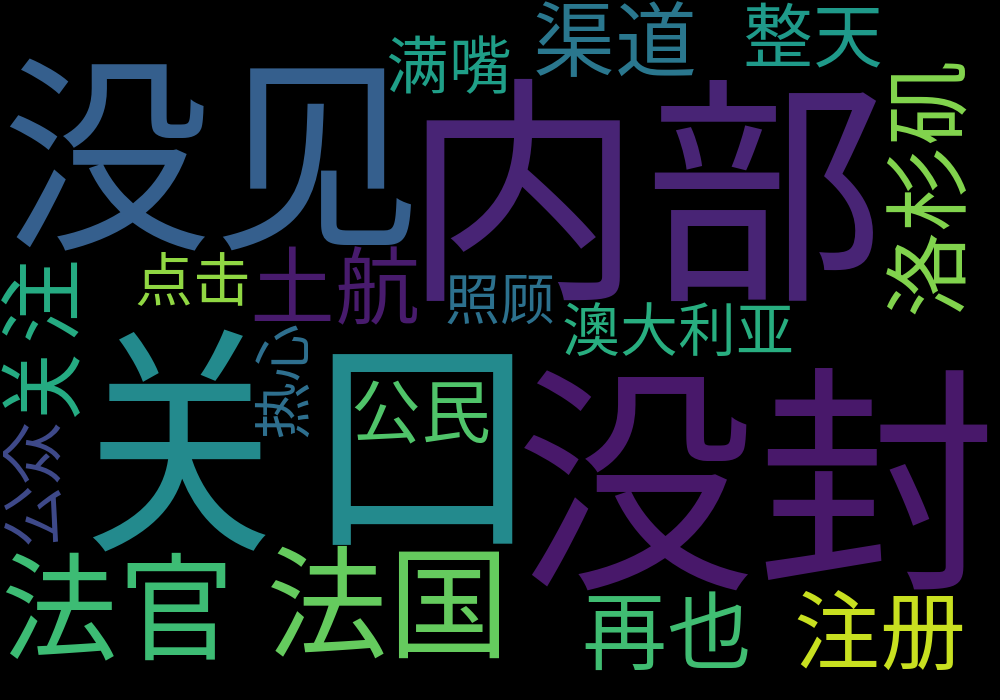 渠道
整天
满嘴
没见
内部
洛杉矶
点击
土航
照顾
澳大利亚
关注
热心
关口
公民
没封
公众
法官
法国
再也
注册